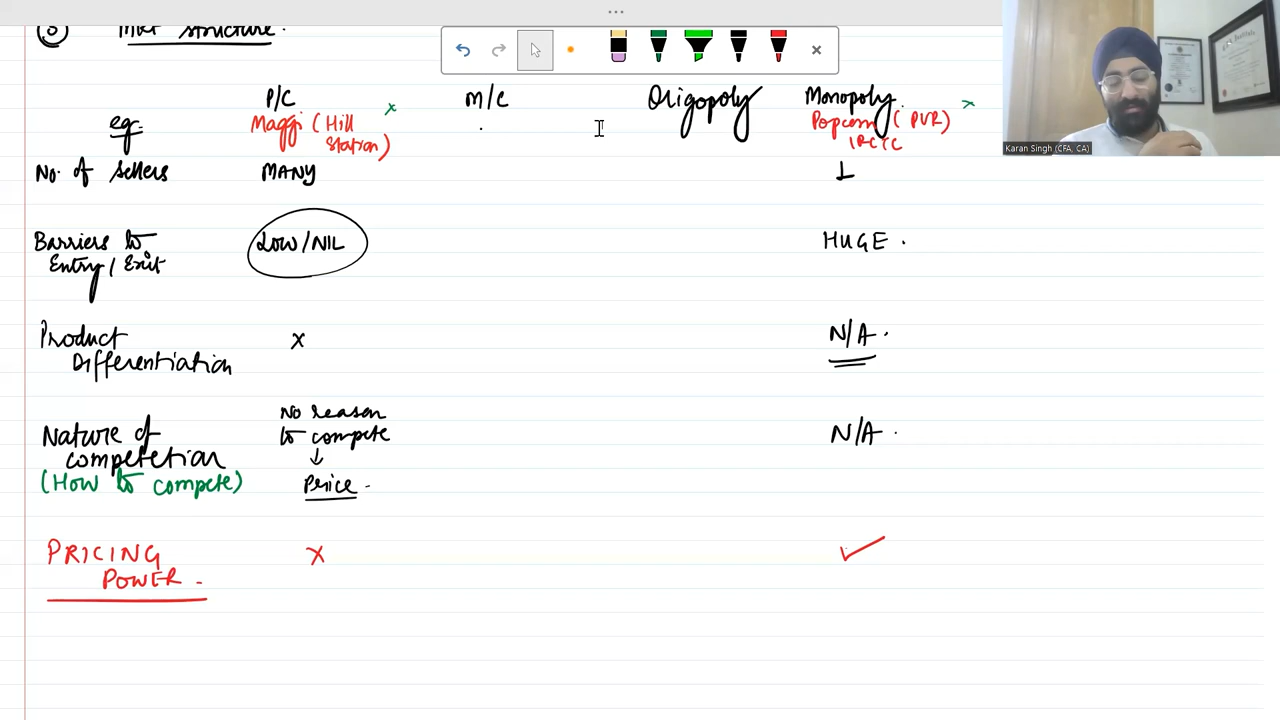 ③ Mkt structure.
P/C M/C Oligopoly Monopoly
eg. Maggi (Hill Station) x Popcorn (PVR) x
IRCTC
No. of Sellers MANY 1
Barriers to LOW/NIL HUGE.
Entry/Exit
Product x N/A.
Differentiation
No reason
Nature of to compete N/A.
competetion ↓
(How to compete) Price.
PRICING x ✓
POWER.
Karan Singh (CFA, CA)